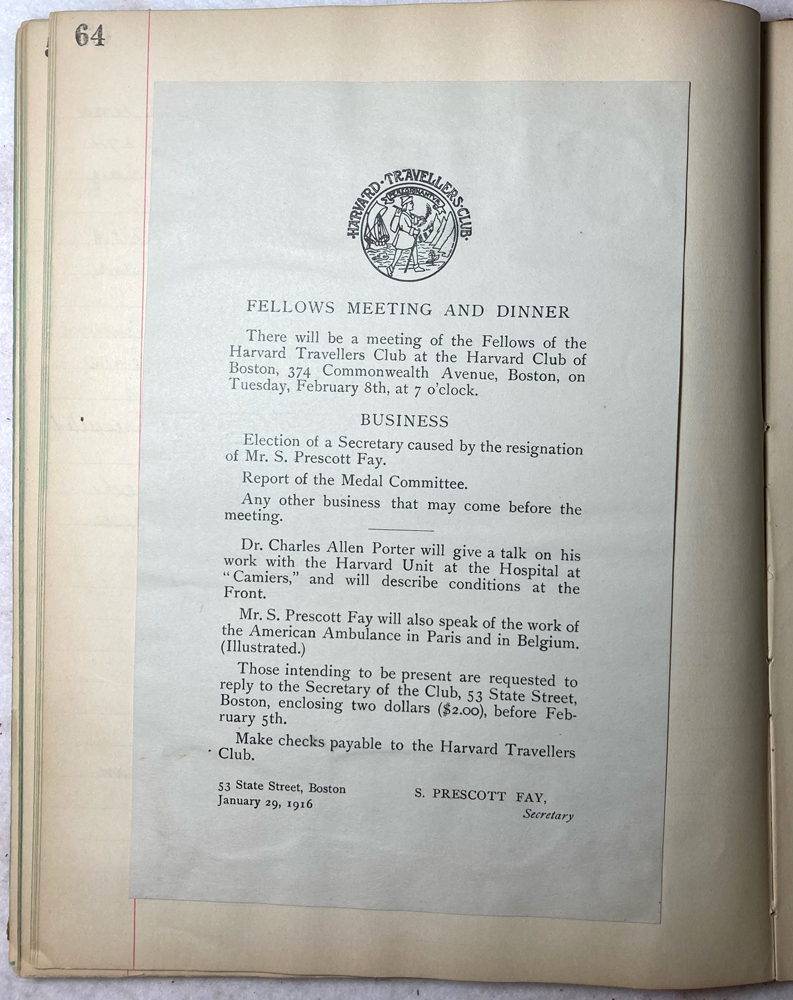 64
HARVARD · TRAVELLERS · CLUB ·
FELLOWS MEETING AND DINNER
There will be a meeting of the Fellows of the
Harvard Travellers Club at the Harvard Club of
Boston, 374 Commonwealth Avenue, Boston, on
Tuesday, February 8th, at 7 o'clock.
BUSINESS
Election of a Secretary caused by the resignation
of Mr. S. Prescott Fay.
Report of the Medal Committee.
Any other business that may come before the
meeting.
Dr. Charles Allen Porter will give a talk on his
work with the Harvard Unit at the Hospital at
"Camiers," and will describe conditions at the
Front.
Mr. S. Prescott Fay will also speak of the work of
the American Ambulance in Paris and in Belgium.
(Illustrated.)
Those intending to be present are requested to
reply to the Secretary of the Club, 53 State Street,
Boston, enclosing two dollars ($2.00), before Feb-
ruary 5th.
Make checks payable to the Harvard Travellers
Club.
53 State Street, Boston
January 29, 1916
S. PRESCOTT FAY,
Secretary